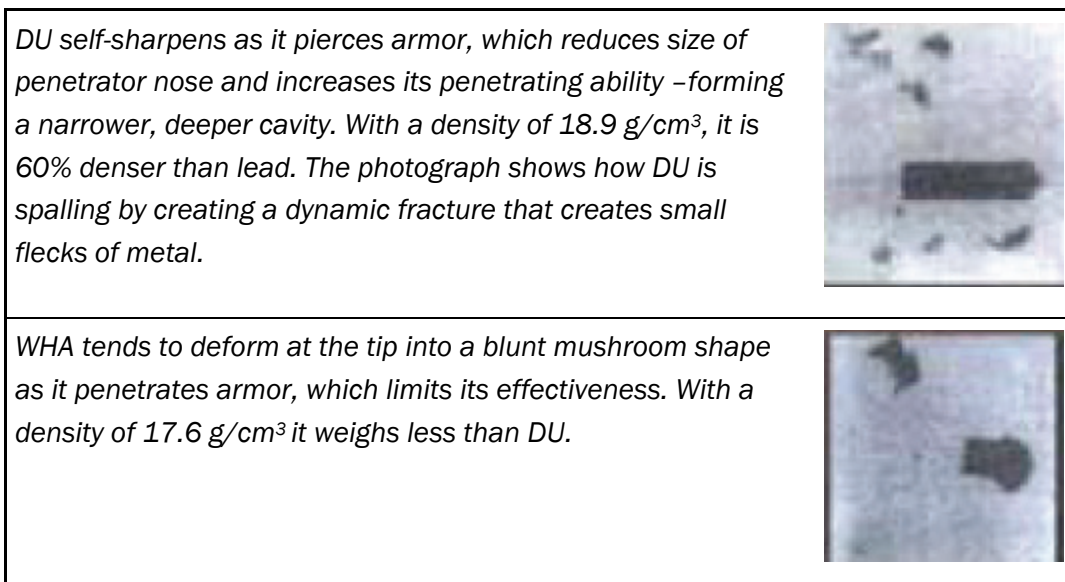 DU self-sharpens as it pierces armor, which reduces size of
penetrator nose and increases its penetrating ability –forming
a narrower, deeper cavity. With a density of 18.9 g/cm³, it is
60% denser than lead. The photograph shows how DU is
spalling by creating a dynamic fracture that creates small
flecks of metal.
WHA tends to deform at the tip into a blunt mushroom shape
as it penetrates armor, which limits its effectiveness. With a
density of 17.6 g/cm³ it weighs less than DU.